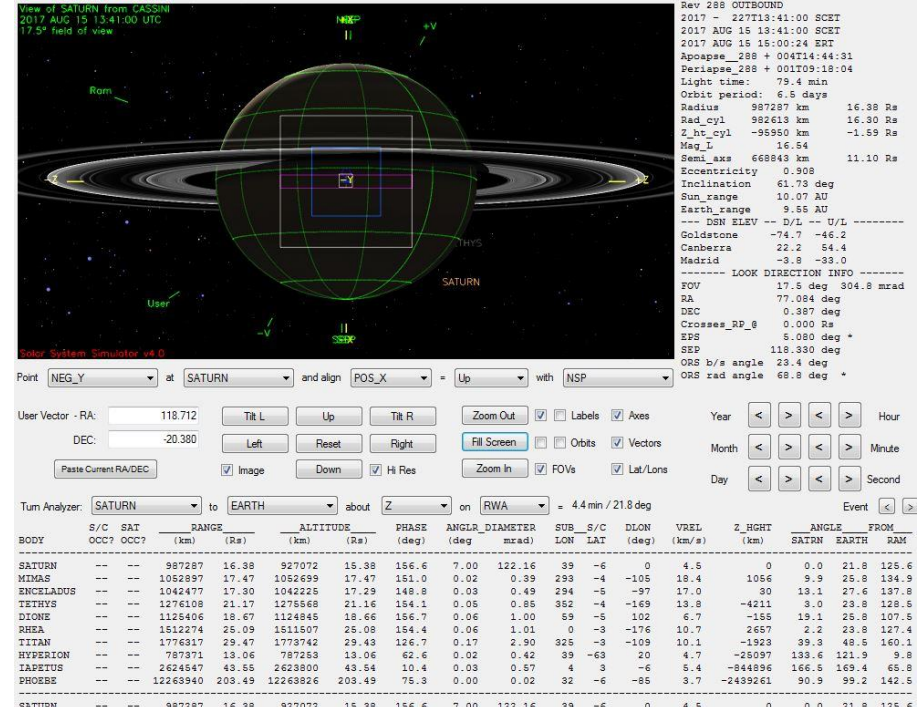 View of SATURN from CASSINI
2017 AUG 15 13:41:00 UTC
17.5° field of view
+V
Ram
-Z
-Y
+Z
THYS
SATURN
User
-V
Solar System Simulator v4.0
Rev 288 OUTBOUND
2017 - 227T13:41:00 SCET
2017 AUG 15 13:41:00 SCET
2017 AUG 15 15:00:24 ERT
Apoapse__288 + 004T14:44:31
Periapse_288 + 001T09:18:04
Light time: 79.4 min
Orbit period: 6.5 days
Radius 987287 km 16.38 Rs
Rad_cyl 982613 km 16.30 Rs
Z_ht_cyl -95950 km -1.59 Rs
Mag_L 16.54
Semi_axs 668843 km 11.10 Rs
Eccentricity 0.908
Inclination 61.73 deg
Sun_range 10.07 AU
Earth_range 9.55 AU
--- DSN ELEV -- D/L -- U/L --------
Goldstone -74.7 -46.2
Canberra 22.2 54.4
Madrid -3.8 -33.0
------- LOOK DIRECTION INFO -------
FOV 17.5 deg 304.8 mrad
RA 77.084 deg
DEC 0.387 deg
Crosses_RP_@ 0.000 Rs
EPS 5.080 deg *
SEP 118.330 deg
ORS b/s angle 23.4 deg
ORS rad angle 68.8 deg *
Point NEG_Y at SATURN and align POS_X = Up with NSP
User Vector - RA: 118.712 Tilt L Up Tilt R Zoom Out Labels Axes Year < > < > Hour
DEC: -20.380 Left Reset Right Fill Screen Orbits Vectors Month < > < > Minute
Paste Current RA/DEC Image Down Hi Res Zoom In FOVs Lat/Lons Day < > < > Second
Turn Analyzer: SATURN to EARTH about Z on RWA = 4.4 min / 21.8 deg Event < >
S/C SAT RANGE ALTITUDE PHASE ANGLR_DIAMETER SUB_S/C DLON VREL Z_HGHT ANGLE FROM
BODY OCC? OCC? (km) (Rs) (km) (Rs) (deg) (deg mrad) LON LAT (deg) (km/s) (km) SATRN EARTH RAM
SATURN -- -- 987287 16.38 927072 15.38 156.6 7.00 122.16 39 -6 0 4.5 0 0.0 21.8 125.6
MIMAS -- -- 1052897 17.47 1052699 17.47 151.0 0.02 0.39 293 -4 -105 18.4 1056 9.9 25.8 134.9
ENCELADUS -- -- 1042477 17.30 1042225 17.29 148.8 0.03 0.49 294 -5 -97 17.0 30 13.1 27.6 137.8
TETHYS -- -- 1276108 21.17 1275568 21.16 154.1 0.05 0.85 352 -4 -169 13.8 -4211 3.0 23.8 128.5
DIONE -- -- 1125406 18.67 1124845 18.66 156.7 0.06 1.00 59 -5 102 6.7 -155 19.1 25.8 107.5
RHEA -- -- 1512274 25.09 1511507 25.08 154.4 0.06 1.01 0 -3 -176 10.7 2657 2.2 23.8 127.4
TITAN -- -- 1776317 29.47 1773742 29.43 126.7 0.17 2.90 325 -3 -109 10.1 -1923 39.3 48.5 160.1
HYPERION -- -- 787371 13.06 787253 13.06 62.6 0.02 0.42 39 -63 20 4.7 -25097 133.6 121.9 9.8
IAPETUS -- -- 2624547 43.55 2623800 43.54 10.4 0.03 0.57 4 3 -6 5.4 -844896 166.5 169.4 65.8
PHOEBE -- -- 12263940 203.49 12263826 203.49 75.3 0.00 0.02 32 -6 -85 3.7 -2439261 90.9 99.2 142.5
SATURN -- -- 987287 16.38 927072 15.38 156.6 7.00 122.16 39 -6 0 4.5 0 0.0 21.8 125.6